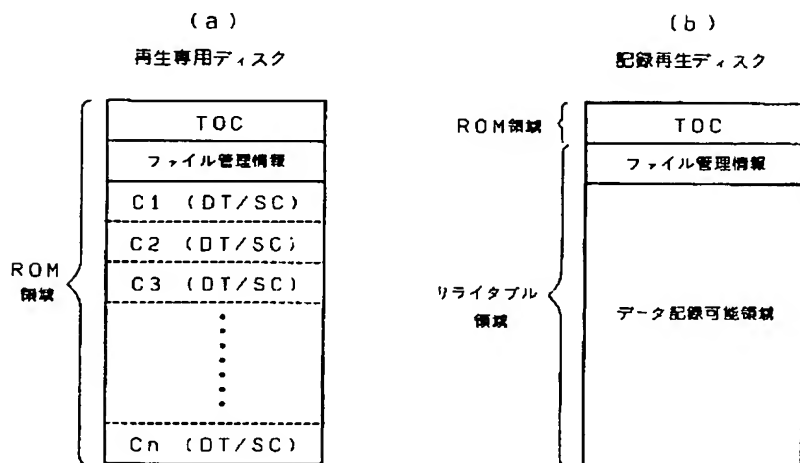 (a)
再生専用ディスク
TOC
ファイル管理情報
C1 (DT/SC)
C2 (DT/SC)
C3 (DT/SC)
Cn (DT/SC)
ROM
領域
(b)
記録再生ディスク
ROM領域
TOC
ファイル管理情報
リライタブル
領域
データ記録可能領域